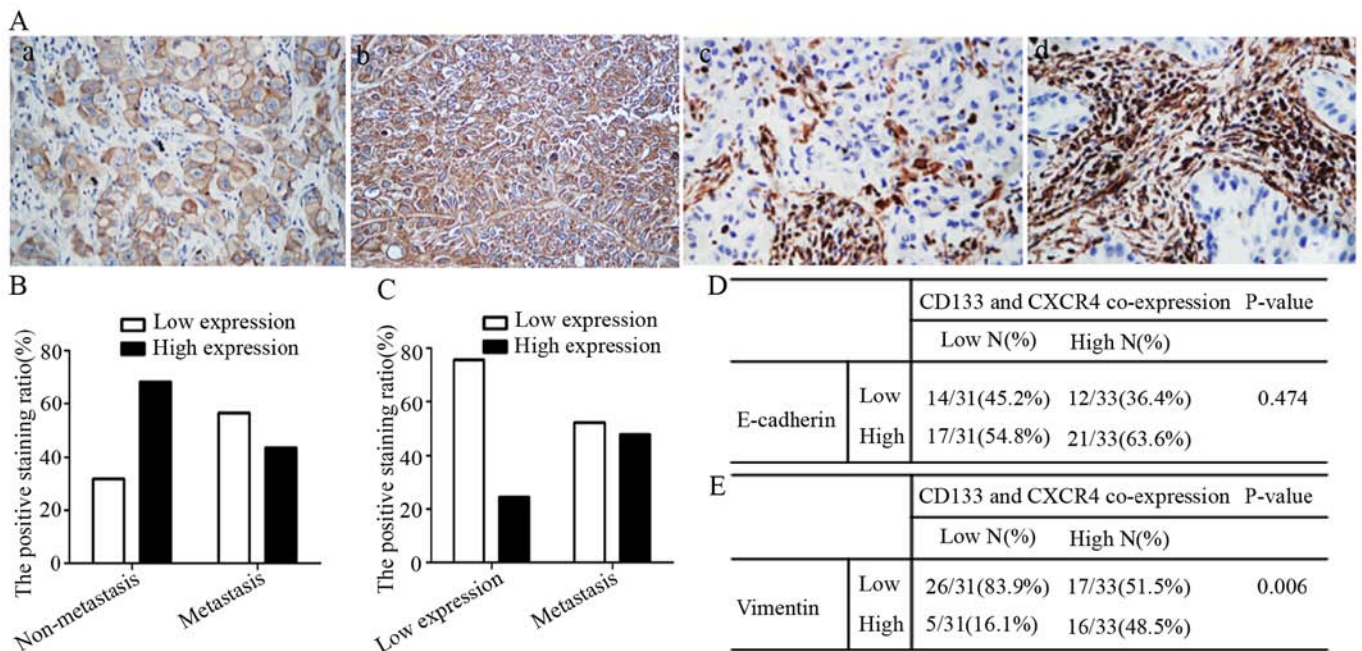 A
a
b
c
d
B
Low expression
High expression
The positive staining ratio(%)
80
60
40
20
0
Non-metastasis
Metastasis
C
Low expression
High expression
The positive staining ratio(%)
80
60
40
20
0
Low expression
Metastasis
D
CD133 and CXCR4 co-expression P-value
Low N(%) High N(%)
E-cadherin
Low 14/31(45.2%) 12/33(36.4%) 0.474
High 17/31(54.8%) 21/33(63.6%)
E
CD133 and CXCR4 co-expression P-value
Low N(%) High N(%)
Vimentin
Low 26/31(83.9%) 17/33(51.5%) 0.006
High 5/31(16.1%) 16/33(48.5%)